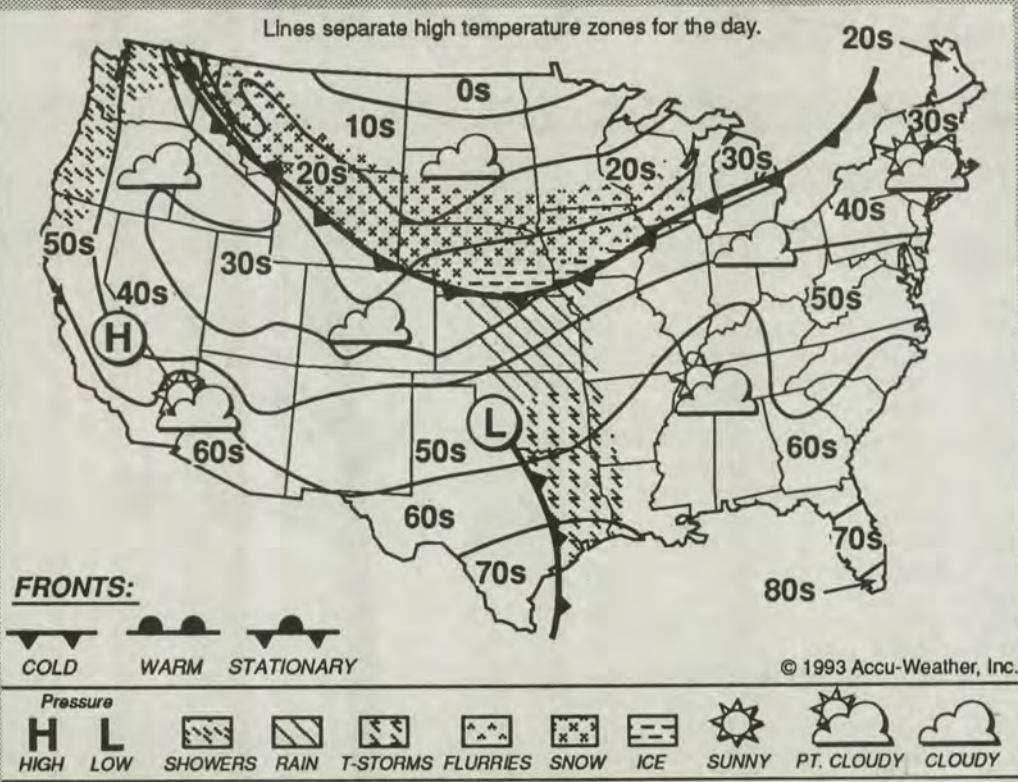 Lines separate high temperature zones for the day.
20s
0s
10s
30s
20s
20s
30s
40s
50s
30s
40s
50s
H
L
60s
50s
60s
60s
70s
70s
80s
FRONTS:
COLD WARM STATIONARY
© 1993 Accu-Weather, Inc.
Pressure
H L
HIGH LOW SHOWERS RAIN T-STORMS FLURRIES SNOW ICE SUNNY PT. CLOUDY CLOUDY